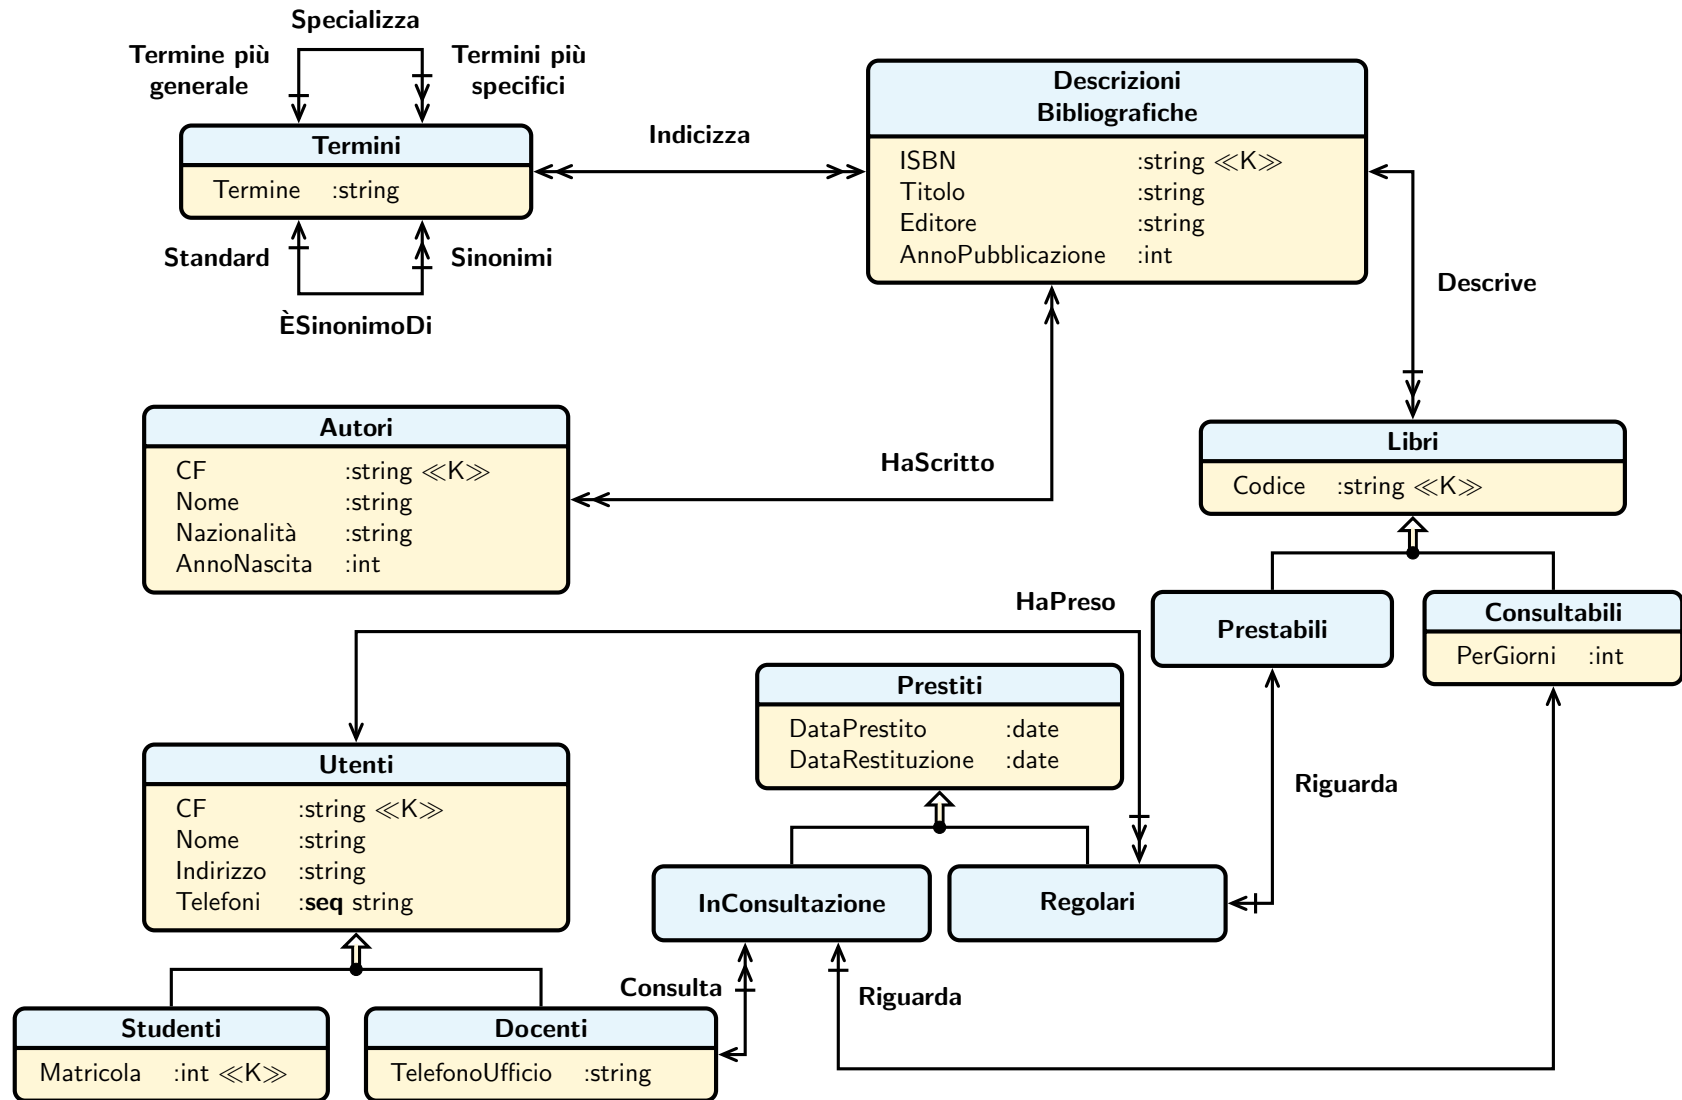 Specializza
Termine più
generale
Termini più
specifici
Termini
Termine :string
Standard
Sinonimi
ÈSinonimoDi
Indicizza
Descrizioni
Bibliografiche
ISBN :string ≪K≫
Titolo :string
Editore :string
AnnoPubblicazione :int
Descrive
Autori
CF :string ≪K≫
Nome :string
Nazionalità :string
AnnoNascita :int
HaScritto
Libri
Codice :string ≪K≫
HaPreso
Prestabili
Consultabili
PerGiorni :int
Prestiti
DataPrestito :date
DataRestituzione :date
Utenti
CF :string ≪K≫
Nome :string
Indirizzo :string
Telefoni :seq string
Riguarda
InConsultazione
Regolari
Consulta
Riguarda
Studenti
Matricola :int ≪K≫
Docenti
TelefonoUfficio :string